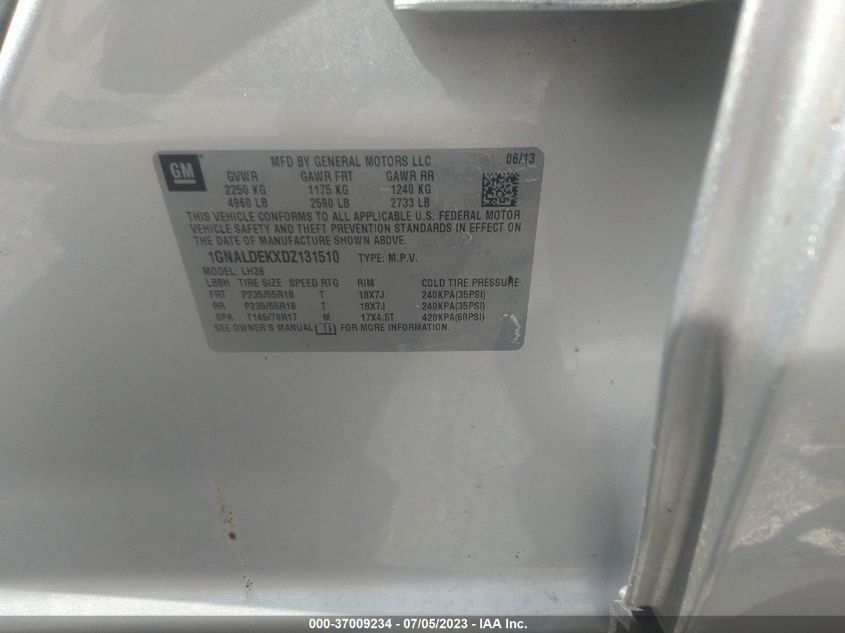 GM
MFD BY GENERAL MOTORS LLC 06/13
GVWR GAWR FRT GAWR RR
2250 KG 1175 KG 1240 KG
4960 LB 2590 LB 2733 LB
THIS VEHICLE CONFORMS TO ALL APPLICABLE U.S. FEDERAL MOTOR
VEHICLE SAFETY AND THEFT PREVENTION STANDARDS IN EFFECT ON
THE DATE OF MANUFACTURE SHOWN ABOVE.
1GNALDEKXDZ131510 TYPE: M.P.V.
MODEL: LH26
LBBH TIRE SIZE SPEED RTG RIM COLD TIRE PRESSURE
FRT P235/55R18 T 18X7J 240KPA(35PSI)
RR P235/55R18 T 18X7J 240KPA(35PSI)
SPA T145/70R17 M 17X4.5T 420KPA(60PSI)
SEE OWNER'S MANUAL FOR MORE INFORMATION.
000-37009234 - 07/05/2023 - IAA Inc.